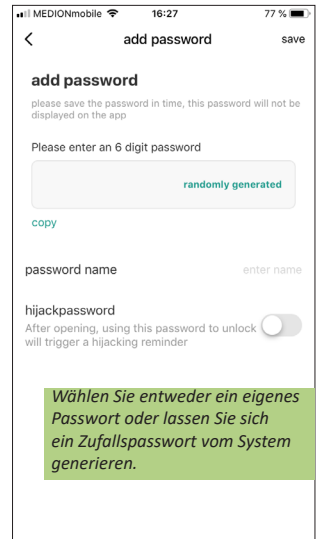 MEDIONmobile 16:27 77 %
add password save
add password
please save the password in time, this password will not be
displayed on the app
Please enter an 6 digit password
randomly generated
copy
password name enter name
hijackpassword
After opening, using this password to unlock
will trigger a hijacking reminder
Wählen Sie entweder ein eigenes
Passwort oder lassen Sie sich
ein Zufallspasswort vom System
generieren.